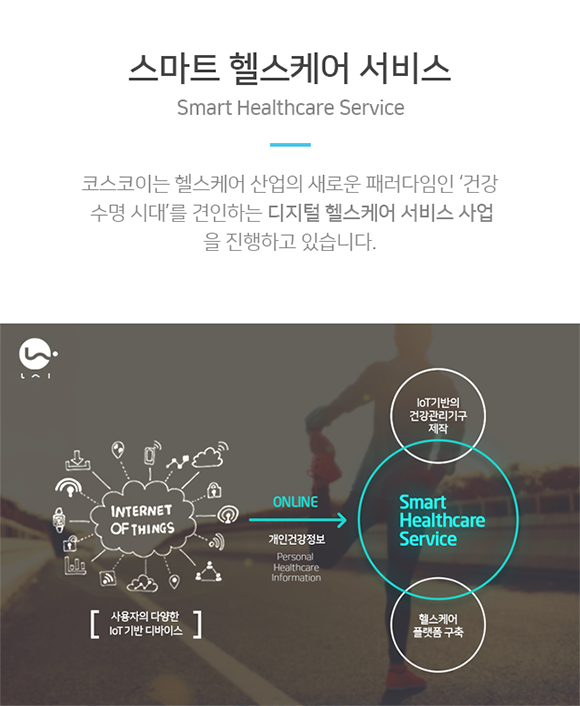 스마트 헬스케어 서비스
Smart Healthcare Service
코스코이는 헬스케어 산업의 새로운 패러다임인 ‘건강
수명 시대’를 견인하는 디지털 헬스케어 서비스 사업
을 진행하고 있습니다.
INTERNET
OF THINGS
[ 사용자의 다양한
IoT 기반 디바이스 ]
ONLINE
개인건강정보
Personal
Healthcare
Information
IoT기반의
건강관리기구
제작
Smart
Healthcare
Service
헬스케어
플랫폼 구축